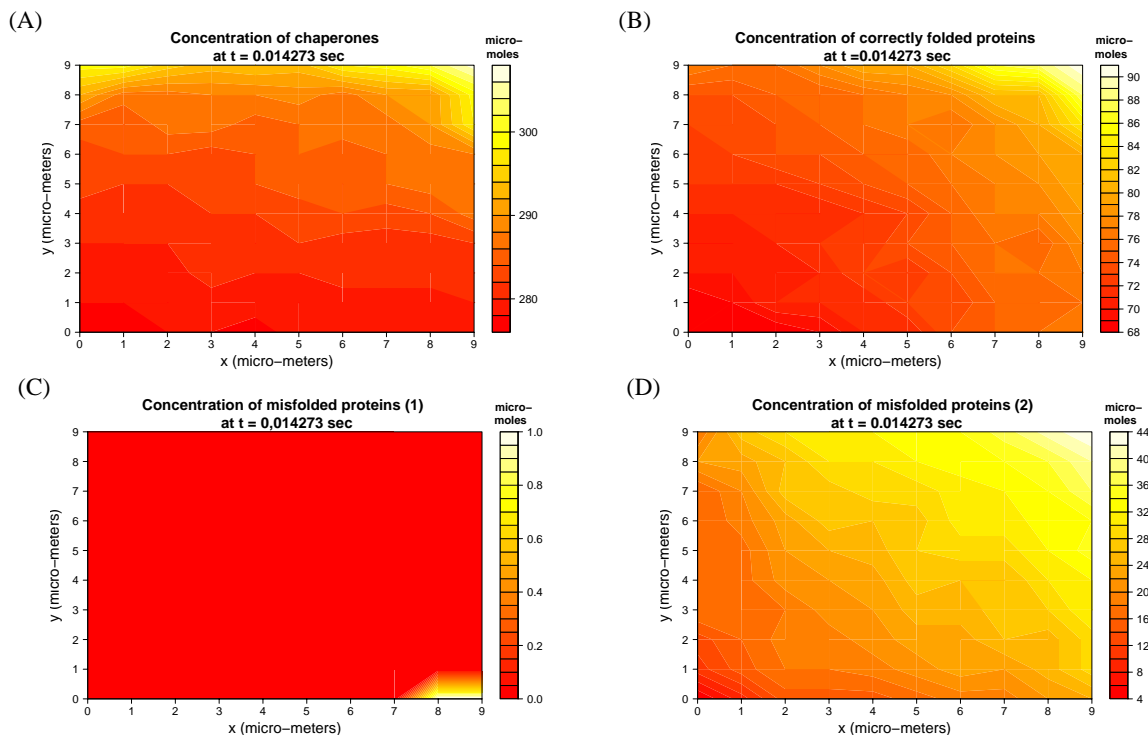 (A)
Concentration of chaperones
at t = 0.014273 sec
micro−
moles
9
8
7
6
5
4
3
2
1
0
y (micro−meters)
0 1 2 3 4 5 6 7 8 9
x (micro−meters)
300
290
280
(B)
Concentration of correctly folded proteins
at t =0.014273 sec
micro−
moles
9
8
7
6
5
4
3
2
1
0
y (micro−meters)
0 1 2 3 4 5 6 7 8 9
x (micro−meters)
90
88
86
84
82
80
78
76
74
72
70
68
(C)
Concentration of misfolded proteins (1)
at t = 0,014273 sec
micro−
moles
9
8
7
6
5
4
3
2
1
0
y (micro−meters)
0 1 2 3 4 5 6 7 8 9
x (micro−meters)
1.0
0.8
0.6
0.4
0.2
0.0
(D)
Concentration of misfolded proteins (2)
at t = 0.014273 sec
micro−
moles
9
8
7
6
5
4
3
2
1
0
y (micro−meters)
0 1 2 3 4 5 6 7 8 9
x (micro−meters)
44
40
36
32
28
24
20
16
12
8
4